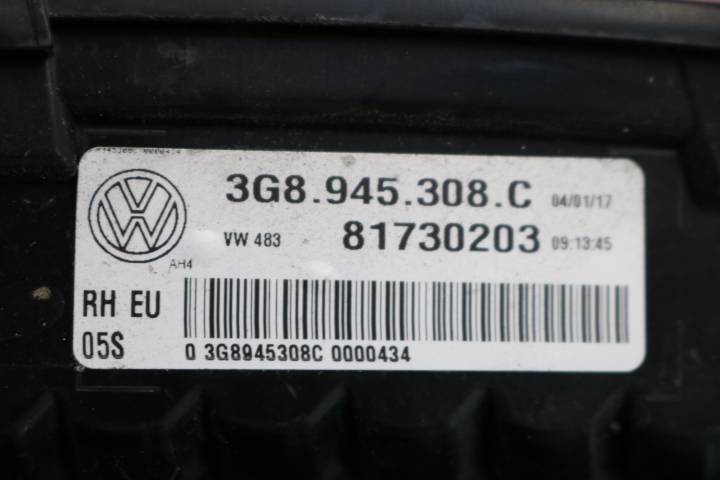 3G8.945.308.C 04/01/17
VW 483 81730203 09:13:45
AH4
RH EU
05S
0 3G8945308C 0000434